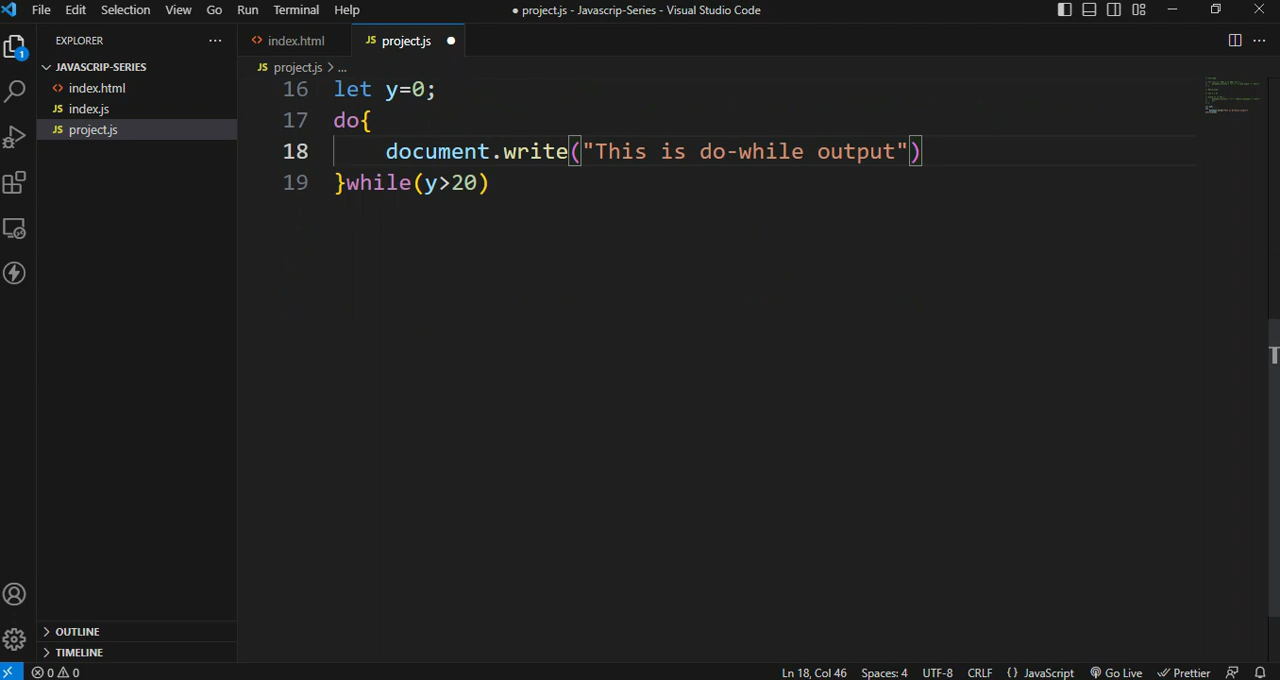 File Edit Selection View Go Run Terminal Help
● project.js - Javascrip-Series - Visual Studio Code
EXPLORER ...
1
JAVASCRIP-SERIES
<> index.html
JS index.js
JS project.js
<> index.html
JS project.js ●
JS project.js > ...
16 let y=0;
17 do{
18 document.write("This is do-while output")
19 }while(y>20)
OUTLINE
TIMELINE
0 0
Ln 18, Col 46 Spaces: 4 UTF-8 CRLF {} JavaScript Go Live Prettier